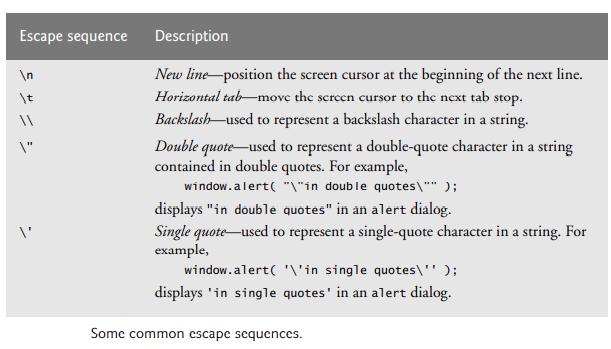 Escape sequence Description
\n New line—position the screen cursor at the beginning of the next line.
\t Horizontal tab—move the screen cursor to the next tab stop.
\\ Backslash—used to represent a backslash character in a string.
\" Double quote—used to represent a double-quote character in a string
contained in double quotes. For example,
window.alert( "\"in double quotes\"" );
displays "in double quotes" in an alert dialog.
\' Single quote—used to represent a single-quote character in a string. For
example,
window.alert( '\'in single quotes\'' );
displays 'in single quotes' in an alert dialog.
Some common escape sequences.